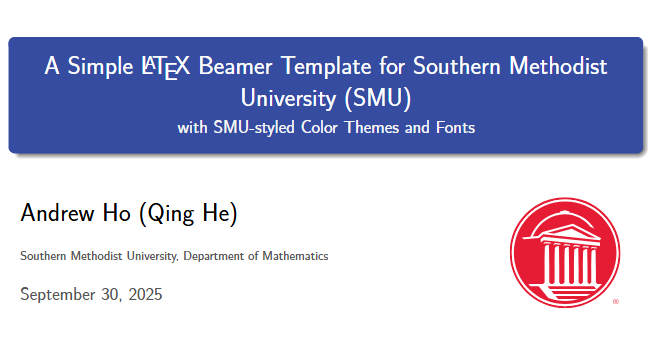 A Simple LATEX Beamer Template for Southern Methodist
University (SMU)
with SMU-styled Color Themes and Fonts
Andrew Ho (Qing He)
Southern Methodist University, Department of Mathematics
September 30, 2025
®